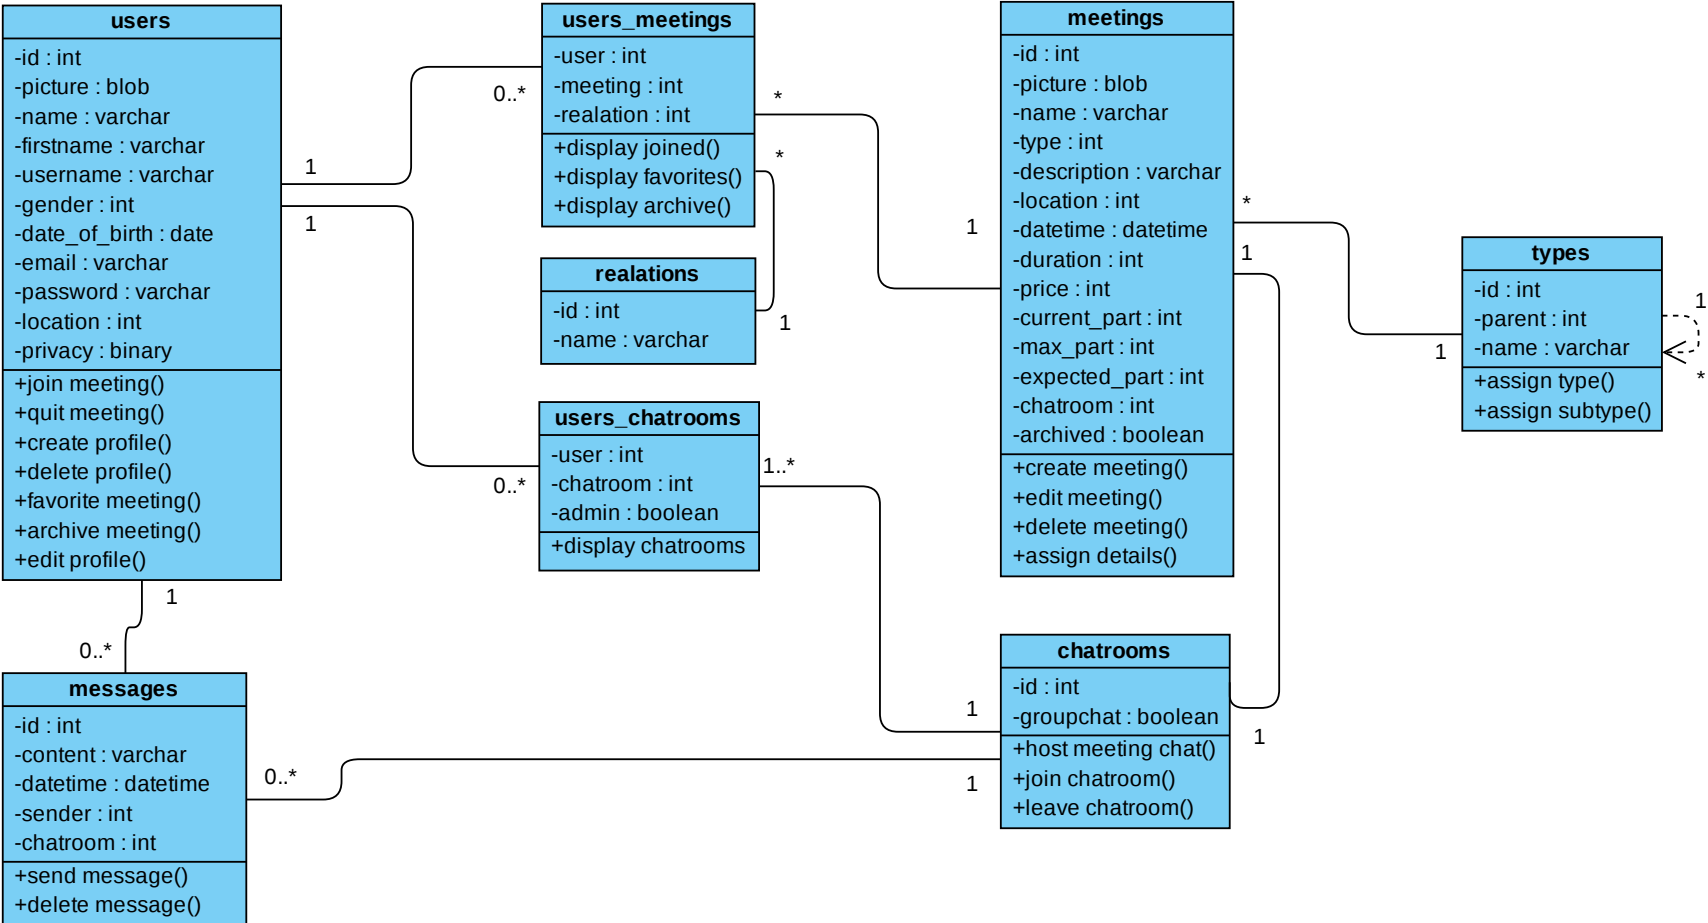 users
-id : int
-picture : blob
-name : varchar
-firstname : varchar
-username : varchar
-gender : int
-date_of_birth : date
-email : varchar
-password : varchar
-location : int
-privacy : binary
+join meeting()
+quit meeting()
+create profile()
+delete profile()
+favorite meeting()
+archive meeting()
+edit profile()
1
0..*
1
0..*
1
0..*
users_meetings
-user : int
-meeting : int
-realation : int
+display joined()
+display favorites()
+display archive()
*
1
*
1
realations
-id : int
-name : varchar
users_chatrooms
-user : int
-chatroom : int
-admin : boolean
+display chatrooms
1..*
1
meetings
-id : int
-picture : blob
-name : varchar
-type : int
-description : varchar
-location : int
-datetime : datetime
-duration : int
-price : int
-current_part : int
-max_part : int
-expected_part : int
-chatroom : int
-archived : boolean
+create meeting()
+edit meeting()
+delete meeting()
+assign details()
*
1
1
1
types
-id : int
-parent : int
-name : varchar
+assign type()
+assign subtype()
1
*
messages
-id : int
-content : varchar
-datetime : datetime
-sender : int
-chatroom : int
+send message()
+delete message()
0..*
1
chatrooms
-id : int
-groupchat : boolean
+host meeting chat()
+join chatroom()
+leave chatroom()